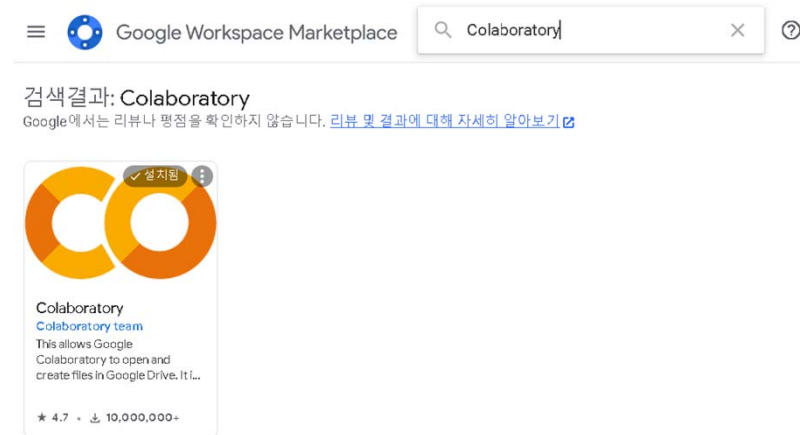 Google Workspace Marketplace
Colaboratory
검색결과: Colaboratory
Google에서는 리뷰나 평점을 확인하지 않습니다. 리뷰 및 결과에 대해 자세히 알아보기
설치됨
Colaboratory
Colaboratory team
This allows Google
Colaboratory to open and
create files in Google Drive. It i...
4.7 • 10,000,000+